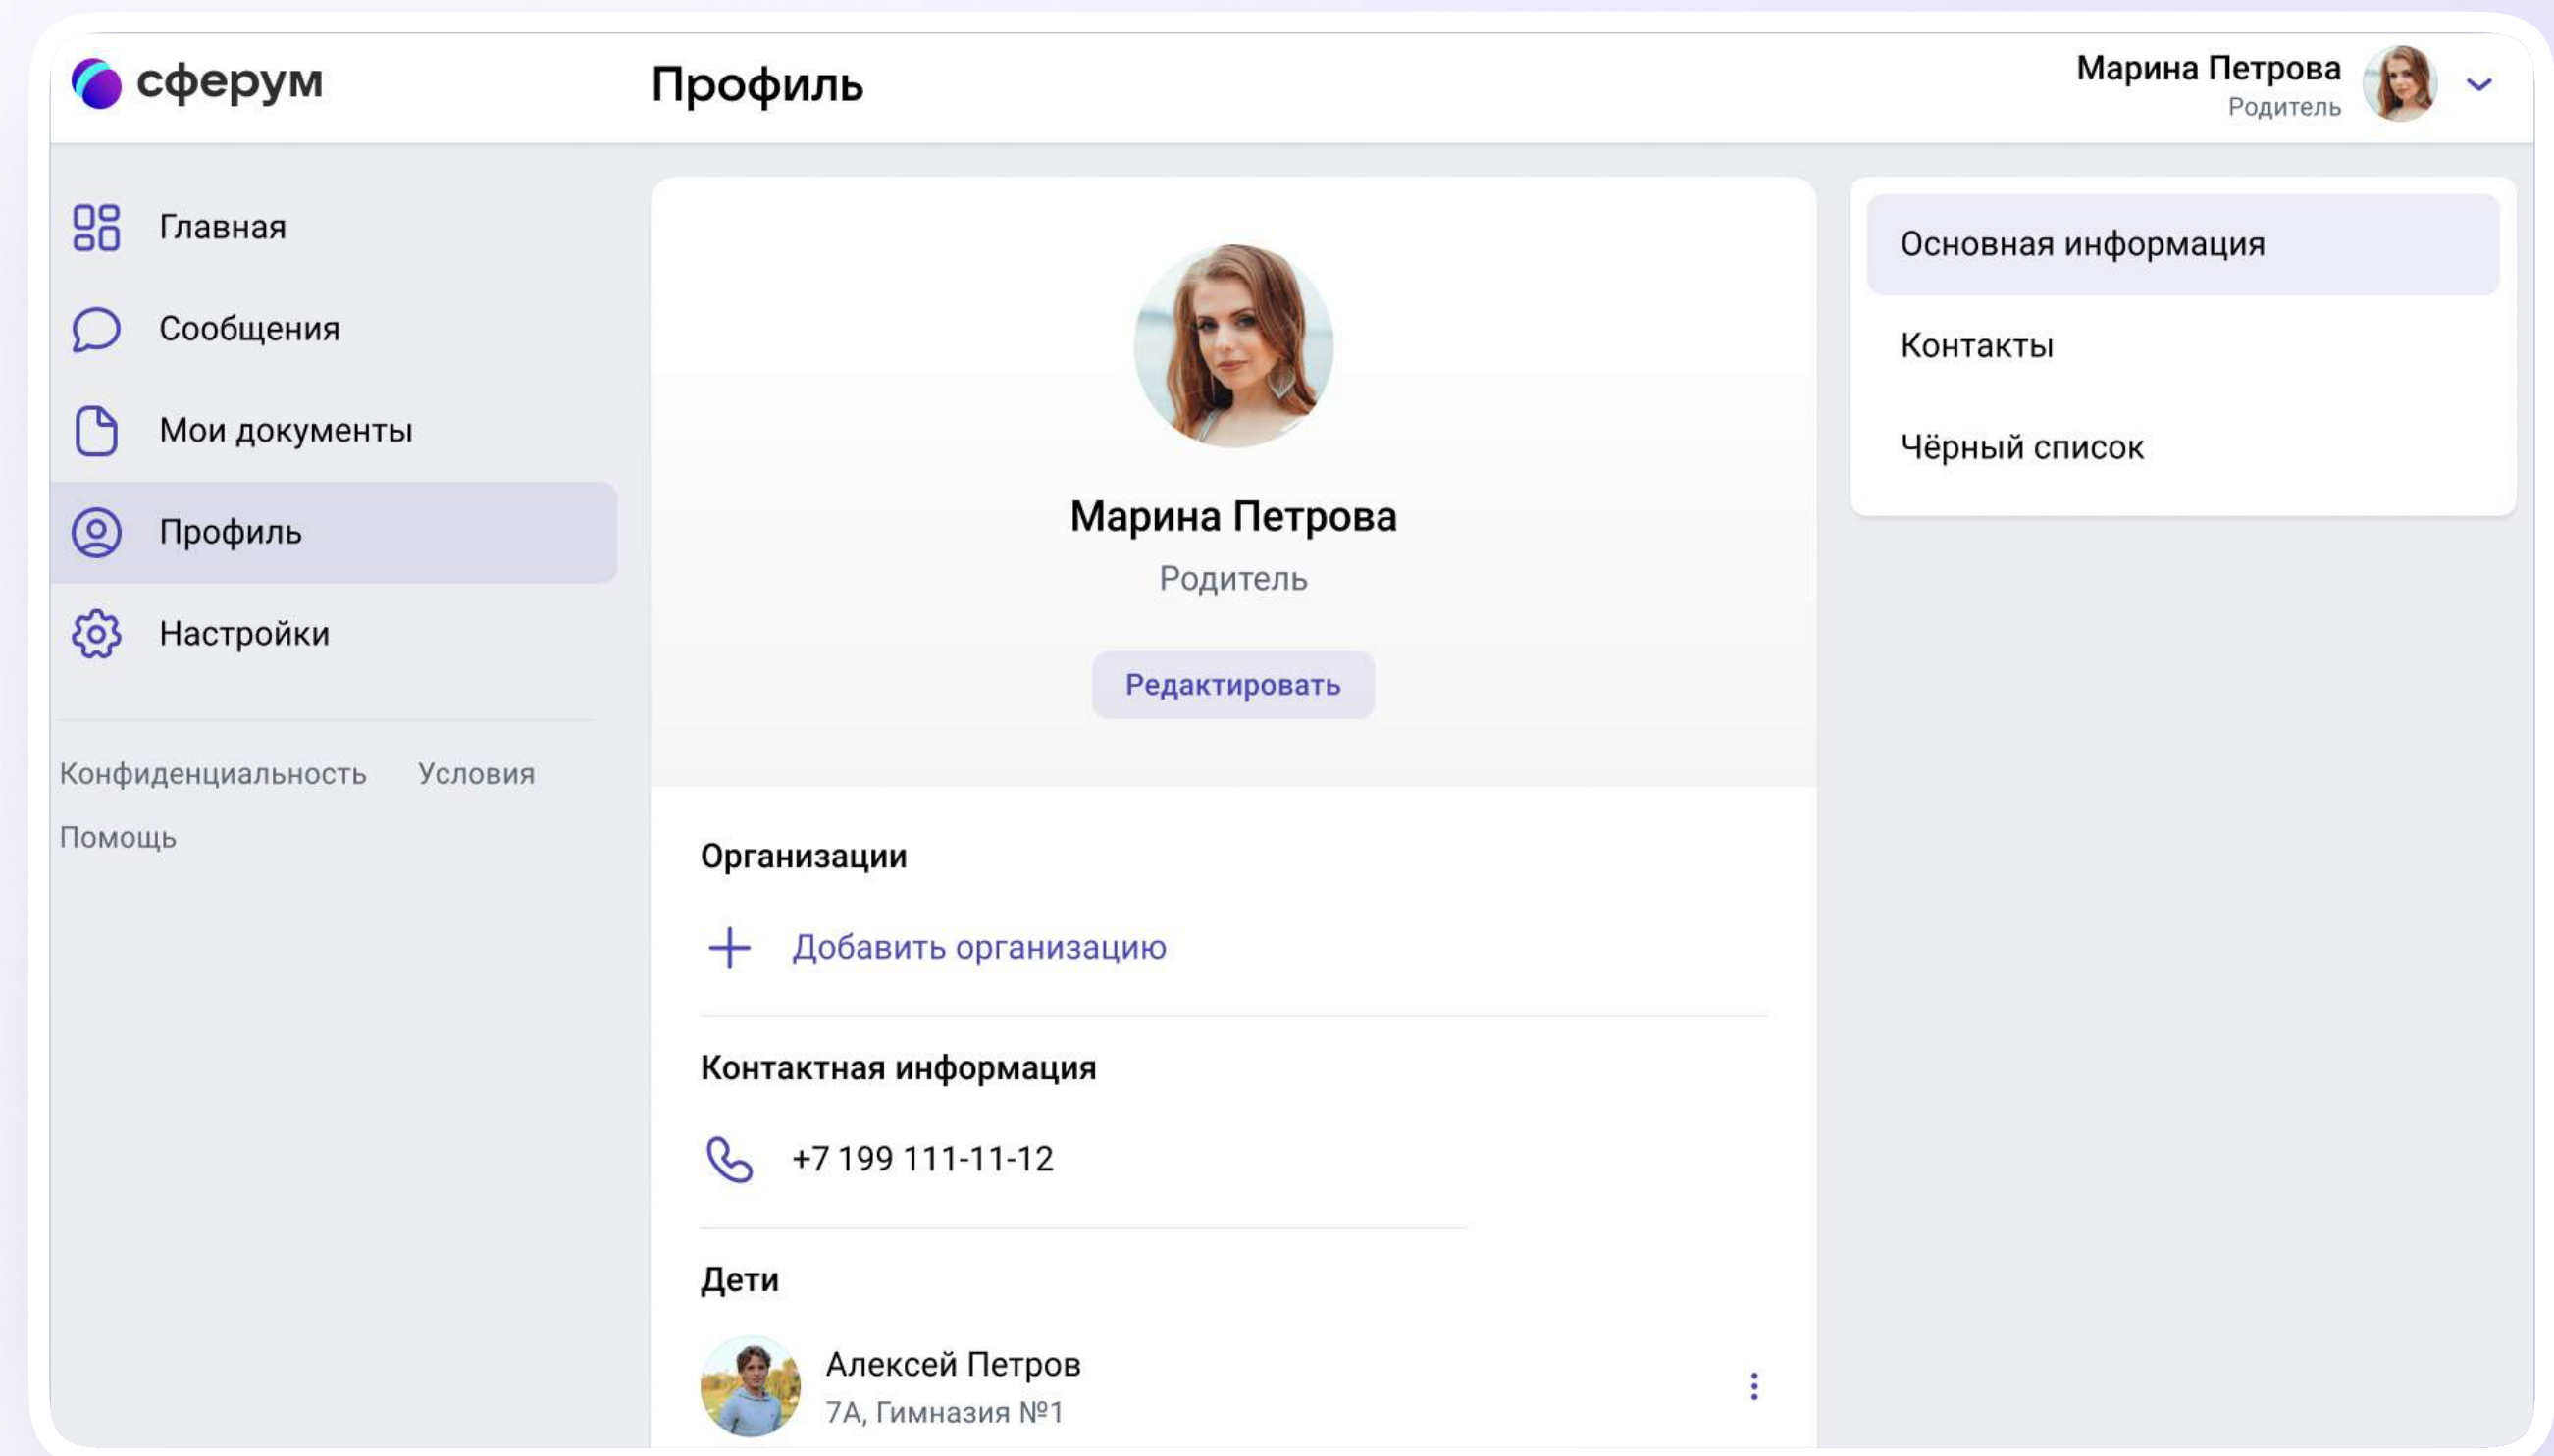 сферум
Профиль
Марина Петрова
Родитель
Главная
Сообщения
Мои документы
Профиль
Настройки
Конфиденциальность Условия
Помощь
Марина Петрова
Родитель
Редактировать
Организации
Добавить организацию
Контактная информация
+7 199 111-11-12
Дети
Алексей Петров
7А, Гимназия №1
Основная информация
Контакты
Чёрный список